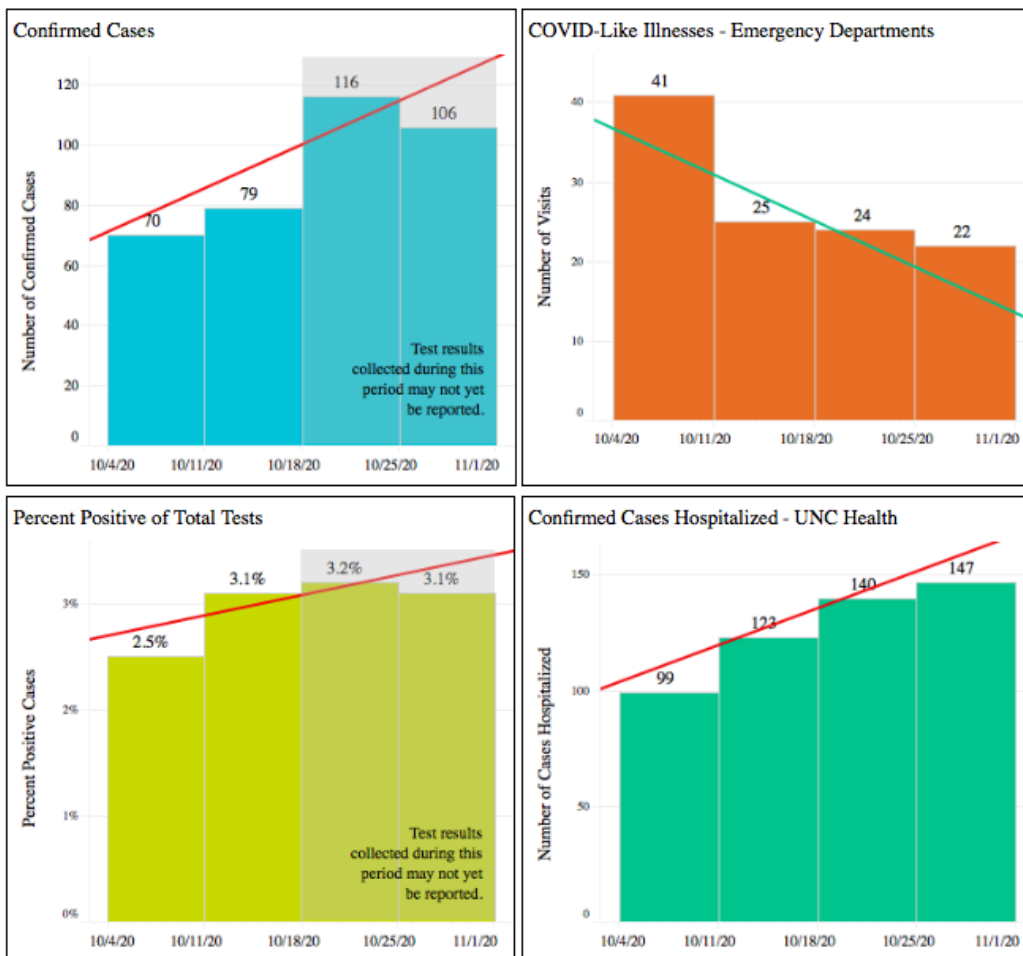 Confirmed Cases
Number of Confirmed Cases
120
100
80
60
40
20
0
70
79
116
106
Test results
collected during this
period may not yet
be reported.
10/4/20 10/11/20 10/18/20 10/25/20 11/1/20
COVID-Like Illnesses - Emergency Departments
Number of Visits
40
30
20
10
0
41
25
24
22
10/4/20 10/11/20 10/18/20 10/25/20 11/1/20
Percent Positive of Total Tests
Percent Positive Cases
3%
2%
1%
0%
2.5%
3.1%
3.2%
3.1%
Test results
collected during this
period may not yet
be reported.
10/4/20 10/11/20 10/18/20 10/25/20 11/1/20
Confirmed Cases Hospitalized - UNC Health
Number of Cases Hospitalized
150
100
50
0
99
123
140
147
10/4/20 10/11/20 10/18/20 10/25/20 11/1/20